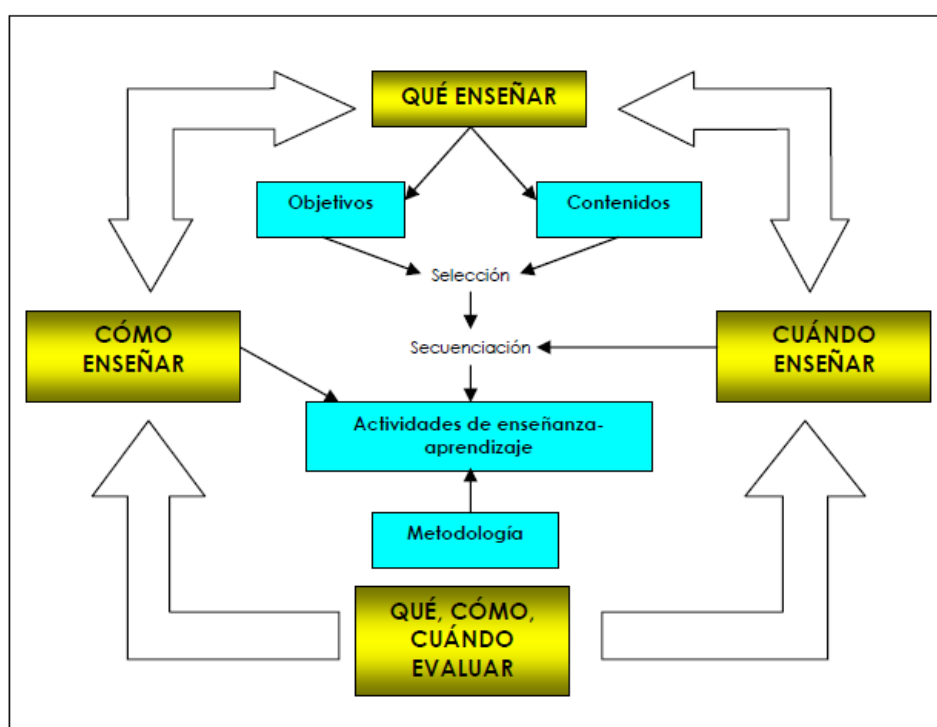 QUÉ ENSEÑAR
Objetivos
Contenidos
Selección
CÓMO
ENSEÑAR
Secuenciación
CUÁNDO
ENSEÑAR
Actividades de enseñanza-
aprendizaje
Metodología
QUÉ, CÓMO,
CUÁNDO
EVALUAR